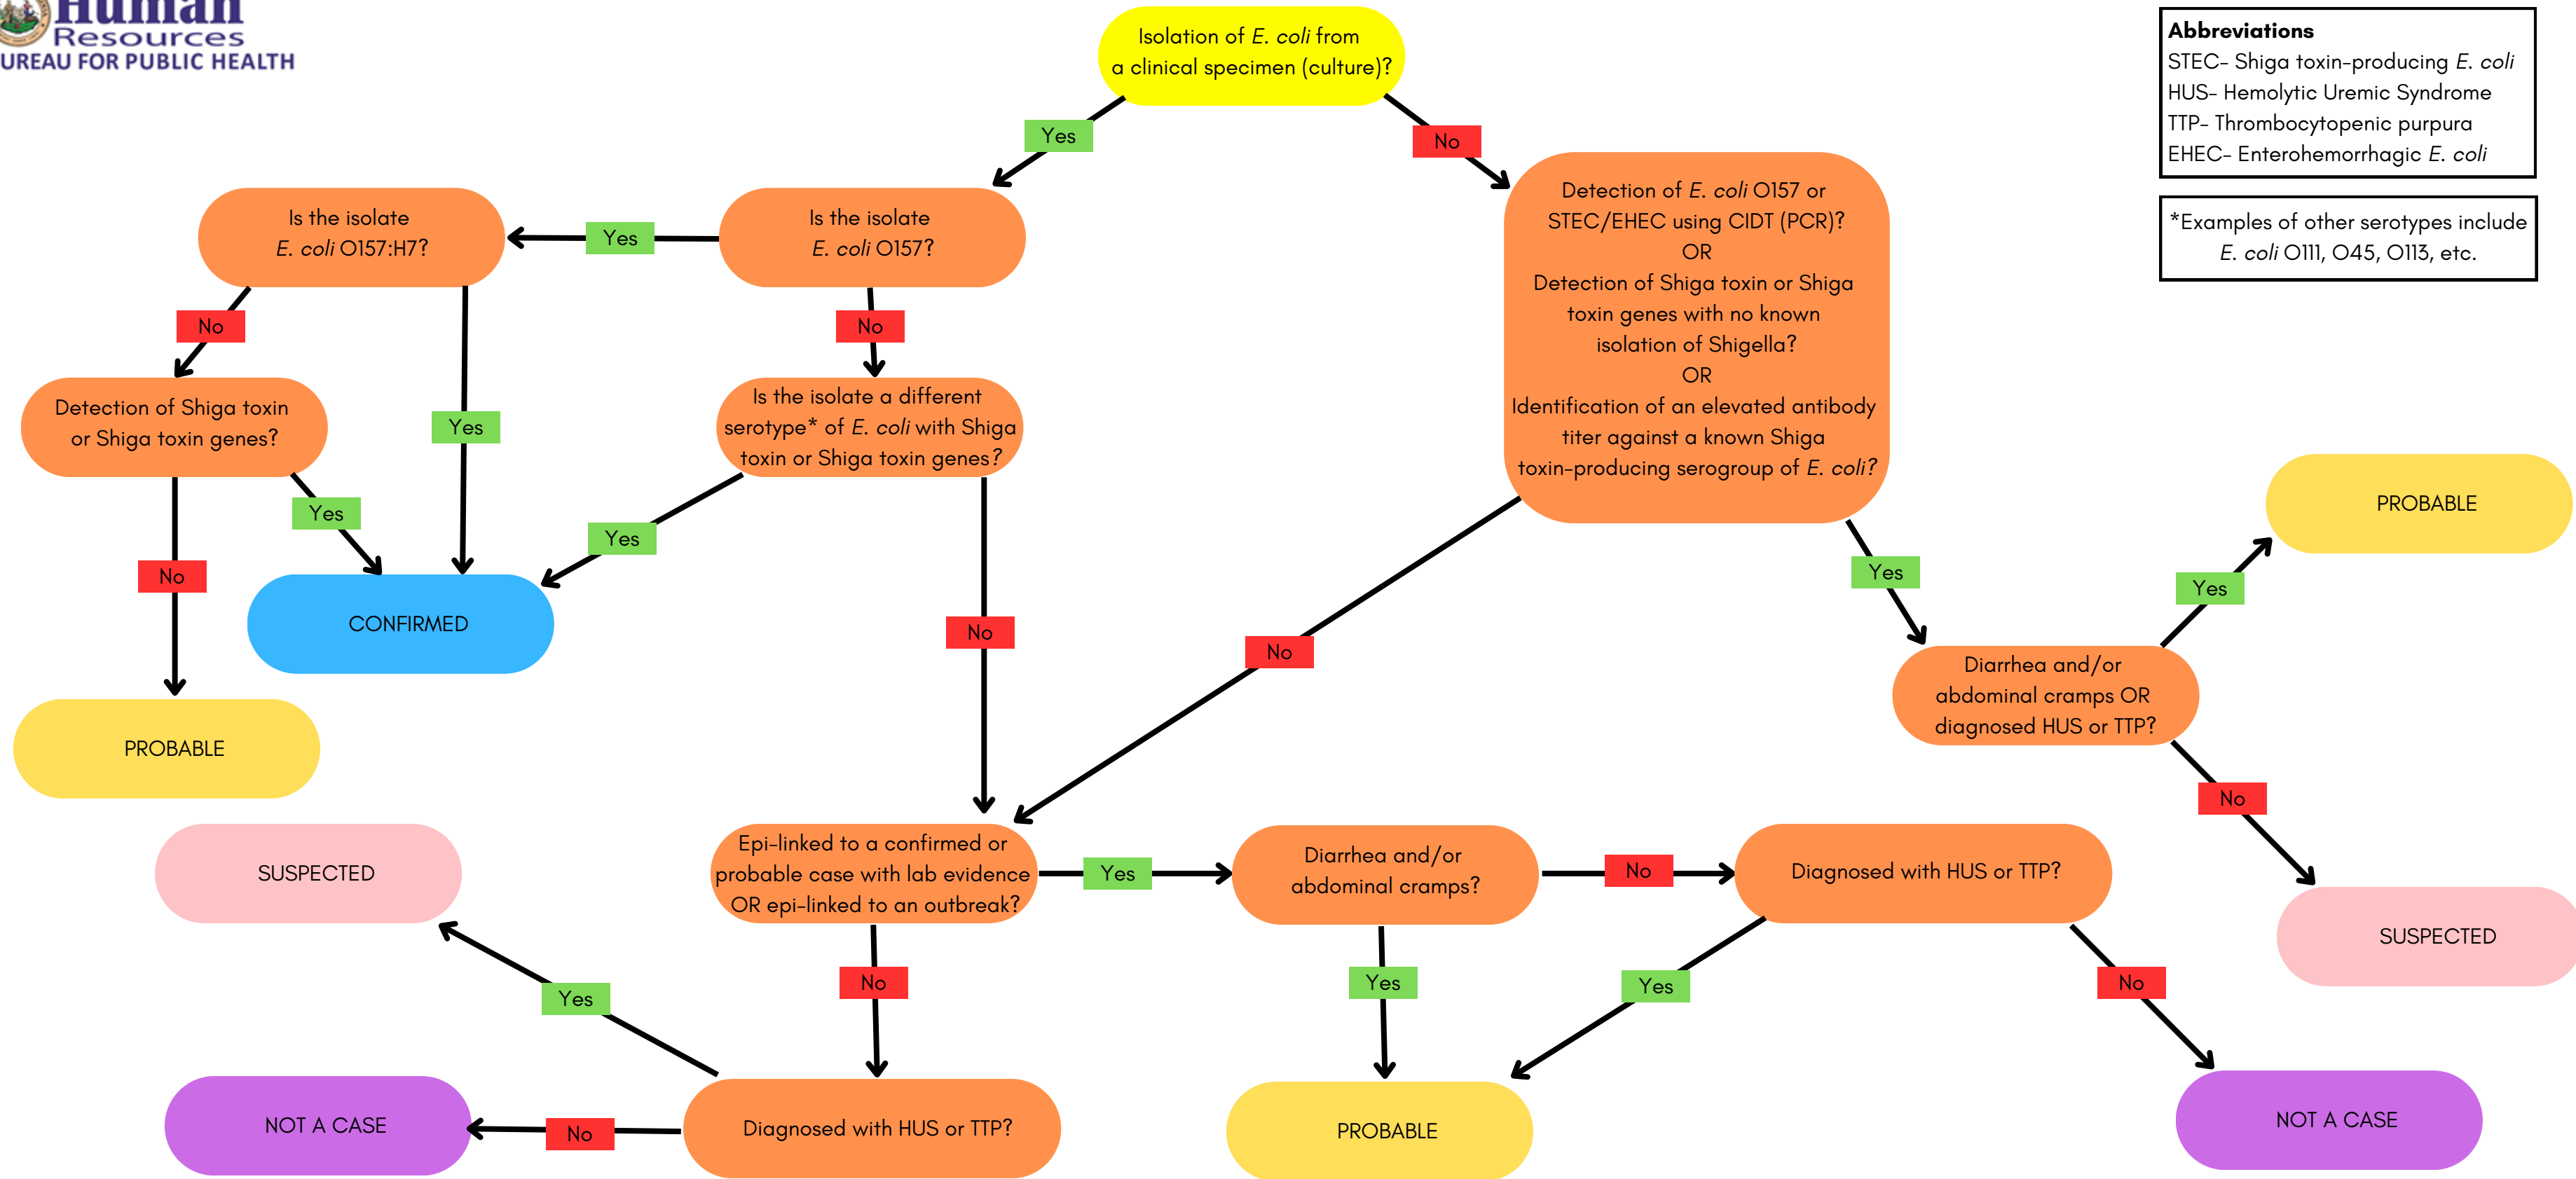 Human
Resources
UREAU FOR PUBLIC HEALTH
Isolation of E. coli from
a clinical specimen (culture)?
Abbreviations
STEC- Shiga toxin-producing E. coli
HUS- Hemolytic Uremic Syndrome
TTP- Thrombocytopenic purpura
EHEC- Enterohemorrhagic E. coli
*Examples of other serotypes include
E. coli O111, O45, O113, etc.
Yes
No
Is the isolate
E. coli O157:H7?
Yes
Is the isolate
E. coli O157?
Detection of E. coli O157 or
STEC/EHEC using CIDT (PCR)?
OR
Detection of Shiga toxin or Shiga
toxin genes with no known
isolation of Shigella?
OR
Identification of an elevated antibody
titer against a known Shiga
toxin-producing serogroup of E. coli?
No
Yes
No
Detection of Shiga toxin
or Shiga toxin genes?
Is the isolate a different
serotype* of E. coli with Shiga
toxin or Shiga toxin genes?
Yes
No
Yes
CONFIRMED
PROBABLE
No
No
Yes
Yes
PROBABLE
Diarrhea and/or
abdominal cramps OR
diagnosed HUS or TTP?
No
SUSPECTED
SUSPECTED
Epi-linked to a confirmed or
probable case with lab evidence
OR epi-linked to an outbreak?
Yes
Diarrhea and/or
abdominal cramps?
No
Diagnosed with HUS or TTP?
Yes
No
Yes
Yes
No
NOT A CASE
No
Diagnosed with HUS or TTP?
PROBABLE
NOT A CASE